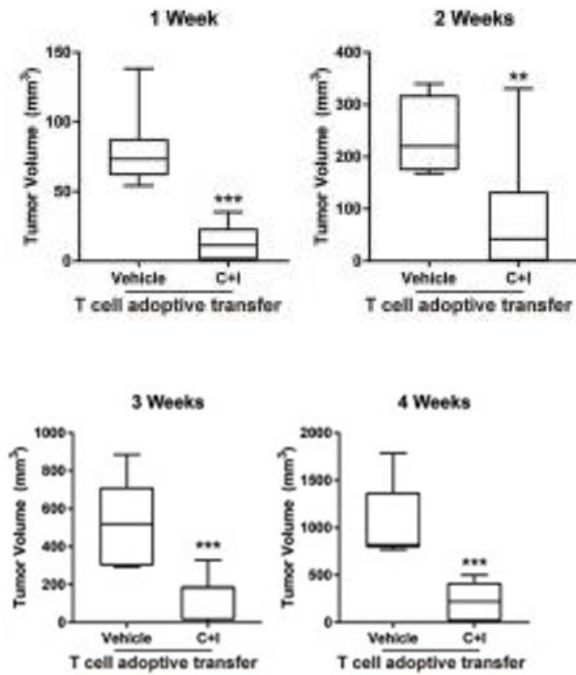 1 Week
Tumor Volume (mm³)
150
100
50
0
***
Vehicle C+I
T cell adoptive transfer
2 Weeks
Tumor Volume (mm³)
400
300
200
100
0
**
Vehicle C+I
T cell adoptive transfer
3 Weeks
Tumor Volume (mm³)
1000
800
600
400
200
0
***
Vehicle C+I
T cell adoptive transfer
4 Weeks
Tumor Volume (mm³)
2000
1500
1000
500
0
***
Vehicle C+I
T cell adoptive transfer